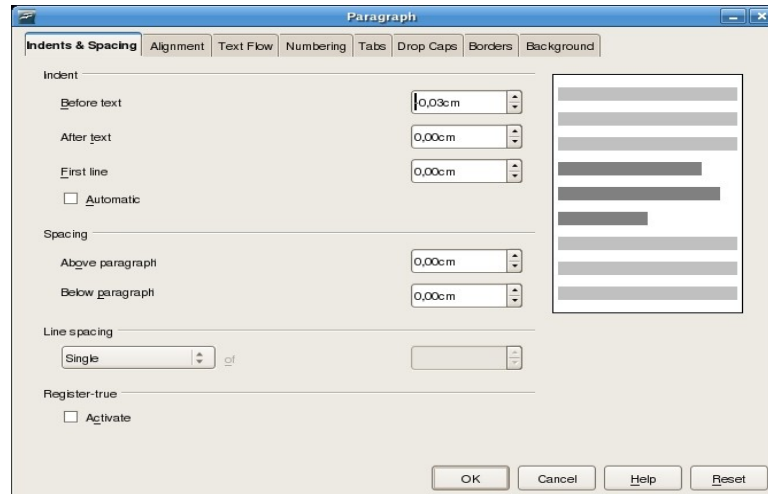 Paragraph
Indents & Spacing Alignment Text Flow Numbering Tabs Drop Caps Borders Background
Indent
Before text -0,03cm
After text 0,00cm
First line 0,00cm
Automatic
Spacing
Above paragraph 0,00cm
Below paragraph 0,00cm
Line spacing
Single of
Register-true
Activate
OK Cancel Help Reset